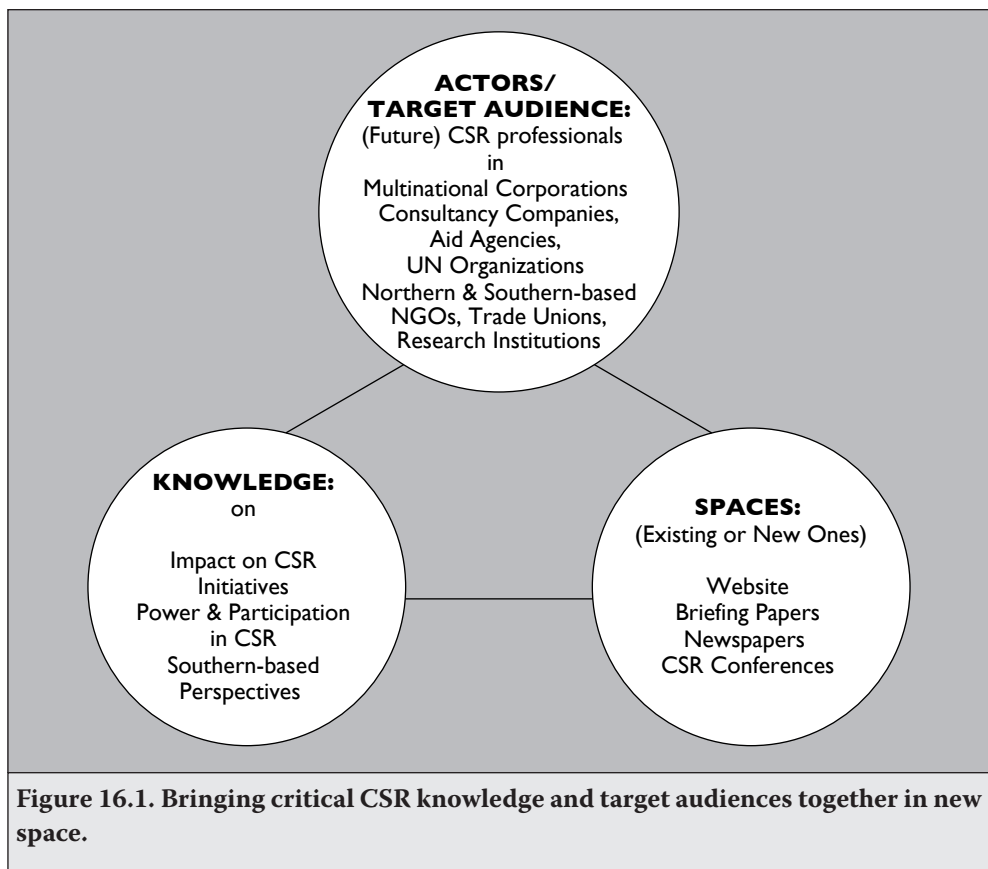 ACTORS/
TARGET AUDIENCE:
(Future) CSR professionals
in
Multinational Corporations
Consultancy Companies,
Aid Agencies,
UN Organizations
Northern & Southern-based
NGOs, Trade Unions,
Research Institutions
KNOWLEDGE:
on
Impact on CSR
Initiatives
Power & Participation
in CSR
Southern-based
Perspectives
SPACES:
(Existing or New Ones)
Website
Briefing Papers
Newspapers
CSR Conferences
Figure 16.1. Bringing critical CSR knowledge and target audiences together in new
space.